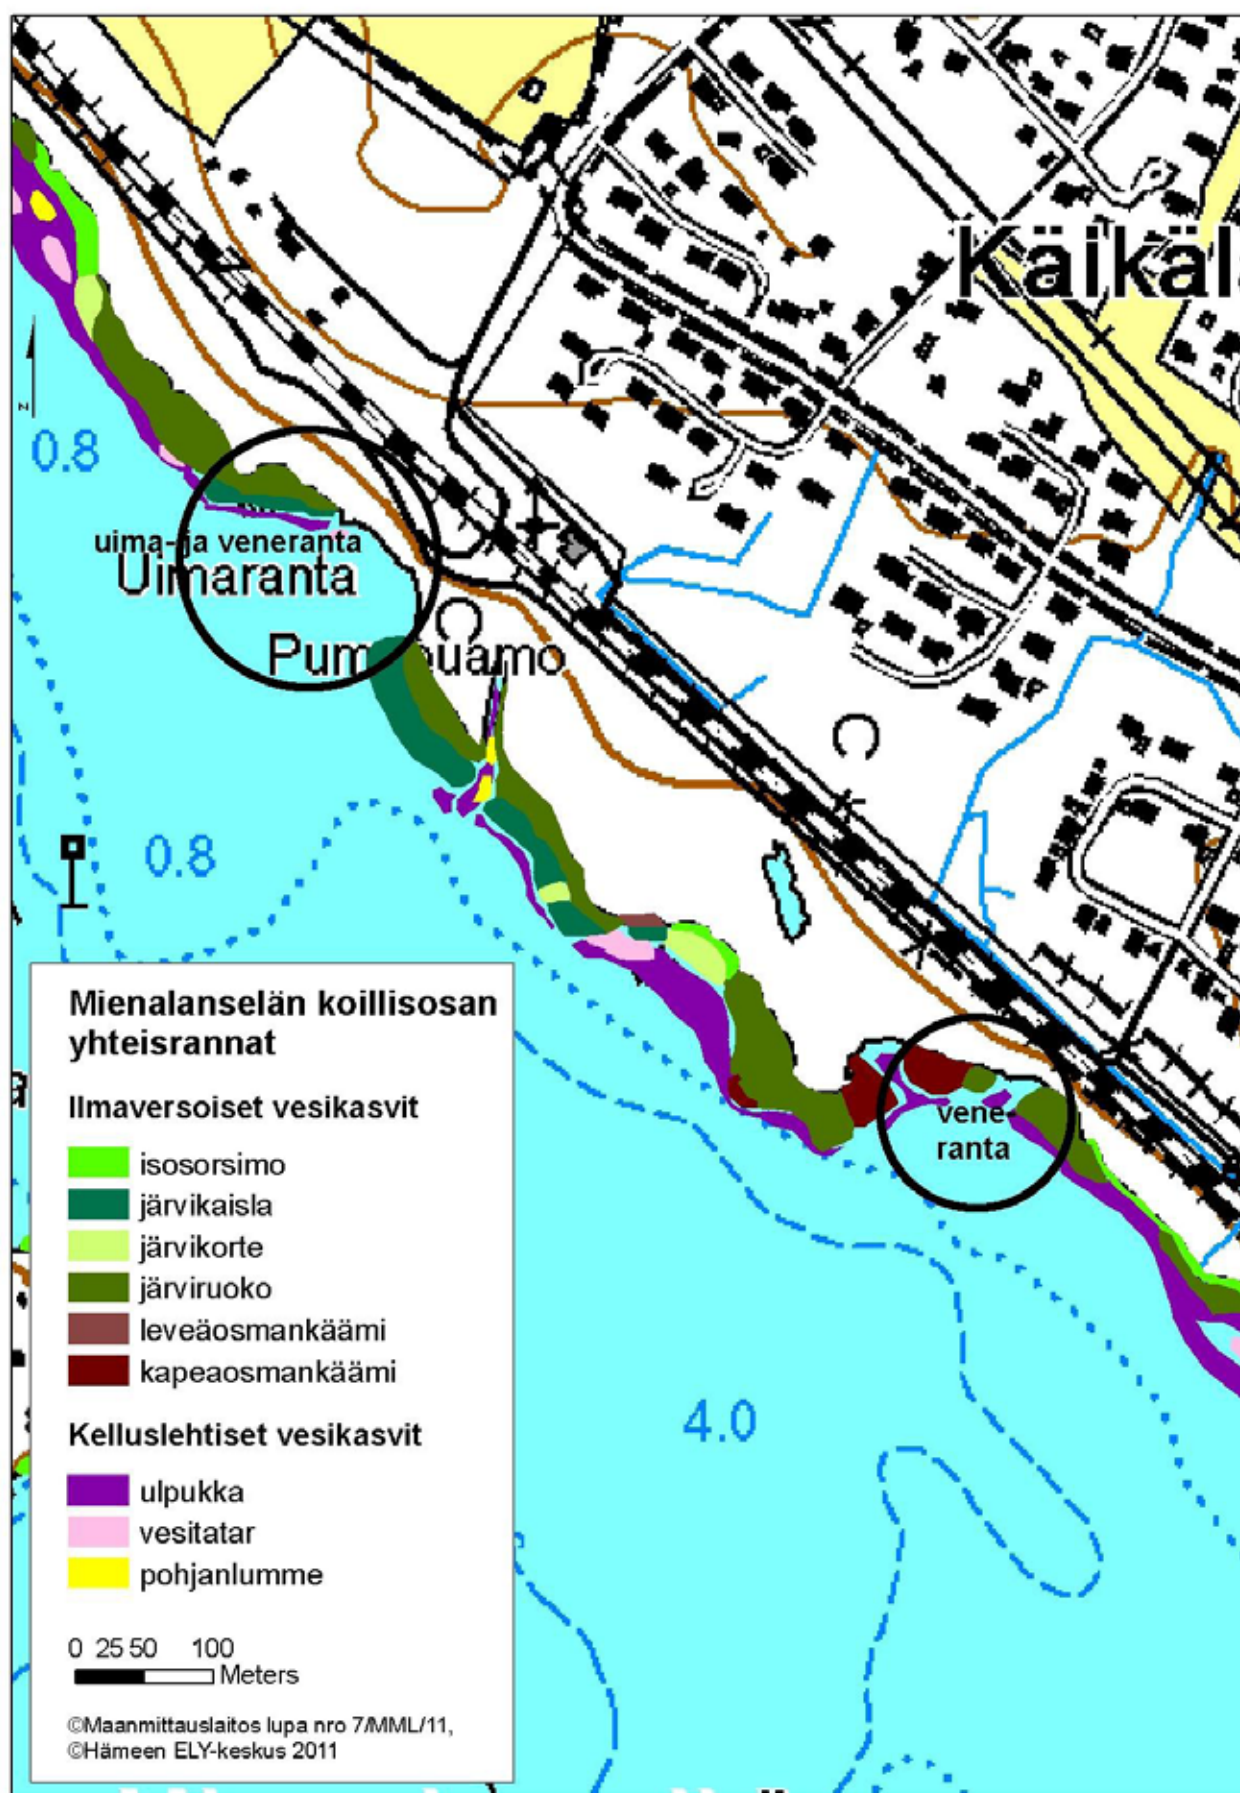 Käikälä
0.8
uima- ja veneranta
Uimaranta
0.8
vene-
ranta
Mienalanselän koillisosan
yhteisrannat
Ilmaversoiset vesikasvit
isosorsimo
järvikaisla
järvikorte
järviruoko
leveäosmankäämi
kapeaosmankäämi
Kelluslehtiset vesikasvit
ulpukka
vesitatar
pohjanlumme
4.0
0 25 50 100
Meters
©Maanmittauslaitos lupa nro 7/MML/11,
©Hämeen ELY-keskus 2011